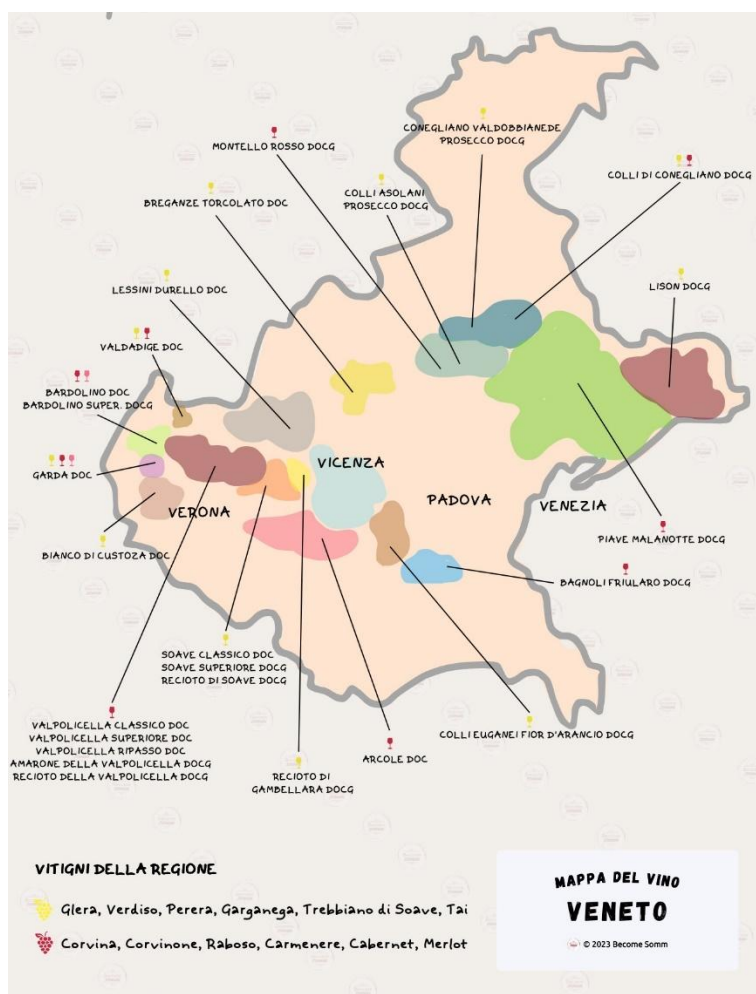 CONEGLIANO VALDOBBIANEDE
PROSECCO DOCG
MONTELLO ROSSO DOCG
COLLI DI CONEGLIANO DOCG
COLLI ASOLANI
PROSECCO DOCG
BREGANZE TORCOLATO DOC
LESSINI DURELLO DOC
LISON DOCG
VALDADIGE DOC
BARDOLINO DOC
BARDOLINO SUPER. DOCG
GARDA DOC
VICENZA
PADOVA
VENEZIA
VERONA
BIANCO DI CUSTOZA DOC
PIAVE MALANOTTE DOCG
BAGNOLI FRIULARO DOCG
SOAVE CLASSICO DOC
SOAVE SUPERIORE DOCG
RECIOTO DI SOAVE DOCG
VALPOLICELLA CLASSICO DOC
VALPOLICELLA SUPERIORE DOC
VALPOLICELLA RIPASSO DOC
AMARONE DELLA VALPOLICELLA DOCG
RECIOTO DELLA VALPOLICELLA DOCG
RECIOTO DI
GAMBELLARA DOCG
ARCOLE DOC
COLLI EUGANEI FIOR D'ARANCIO DOCG
VITIGNI DELLA REGIONE
Glera, Verdiso, Perera, Garganega, Trebbiano di Soave, Tai
Corvina, Corvinone, Raboso, Carmenere, Cabernet, Merlot
MAPPA DEL VINO
VENETO
© 2023 Become Somm